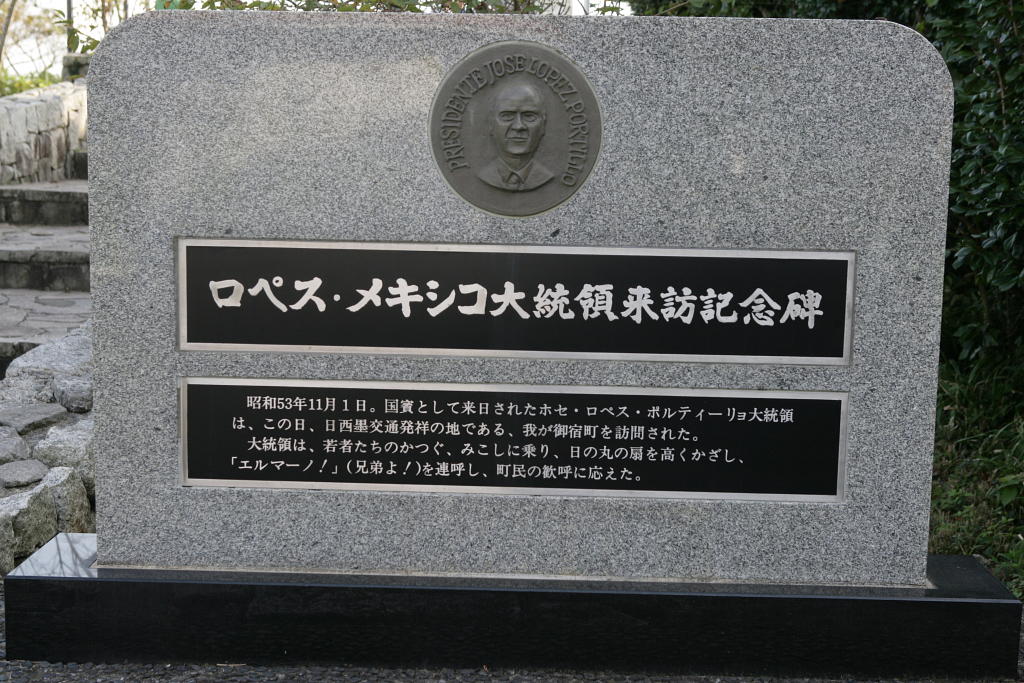 PRESIDENTE JOSE LOPEZ PORTILLO
ロペス・メキシコ大統領来訪記念碑
昭和53年11月1日。国賓として来日されたホセ・ロペス・ポルティーリョ大統領
は、この日、日西墨交通発祥の地である、我が御宿町を訪問された。
大統領は、若者たちのかつぐ、みこしに乗り、日の丸の扇を高くかざし、
「エルマーノ!」(兄弟よ!)を連呼し、町民の歓呼に応えた。